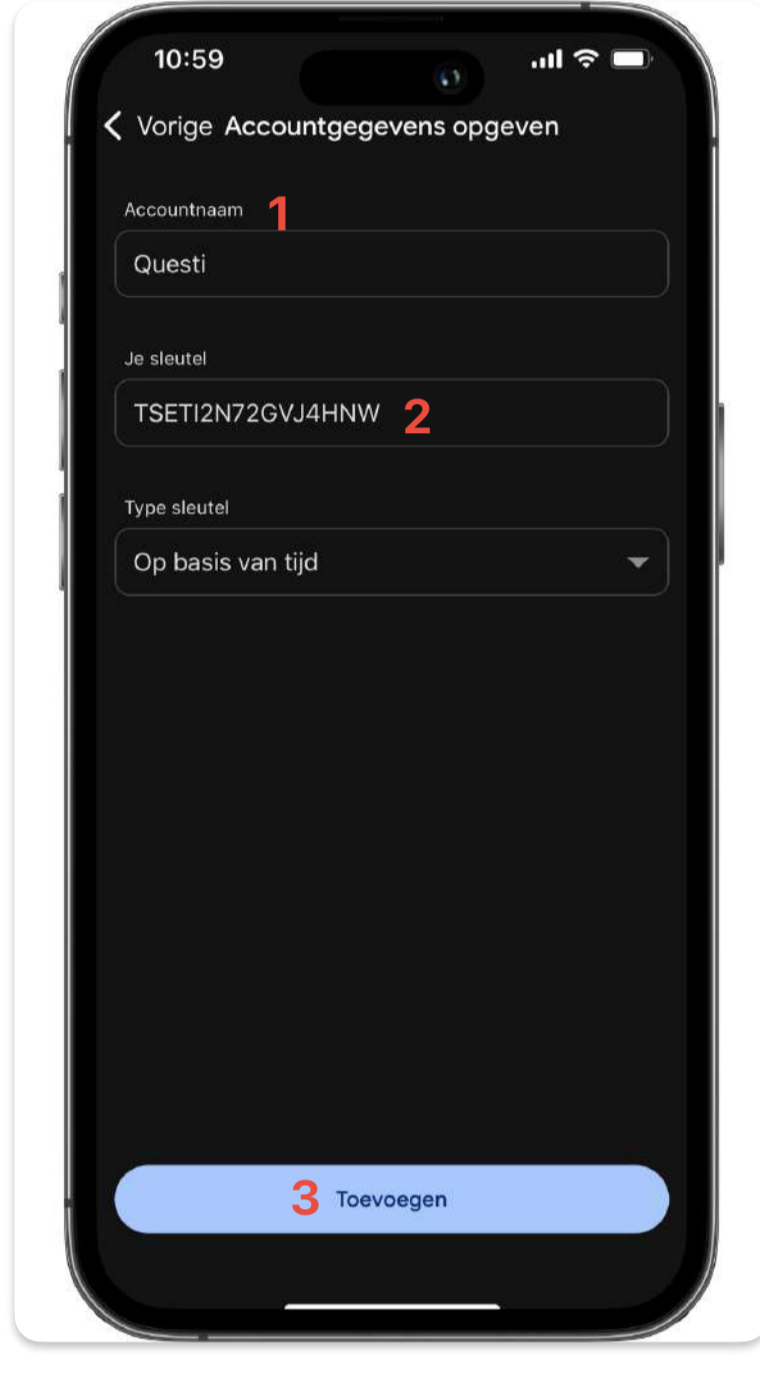 10:59
Vorige Accountgegevens opgeven
Accountnaam 1
Questi
Je sleutel
TSETI2N72GVJ4HNW 2
Type sleutel
Op basis van tijd
3 Toevoegen